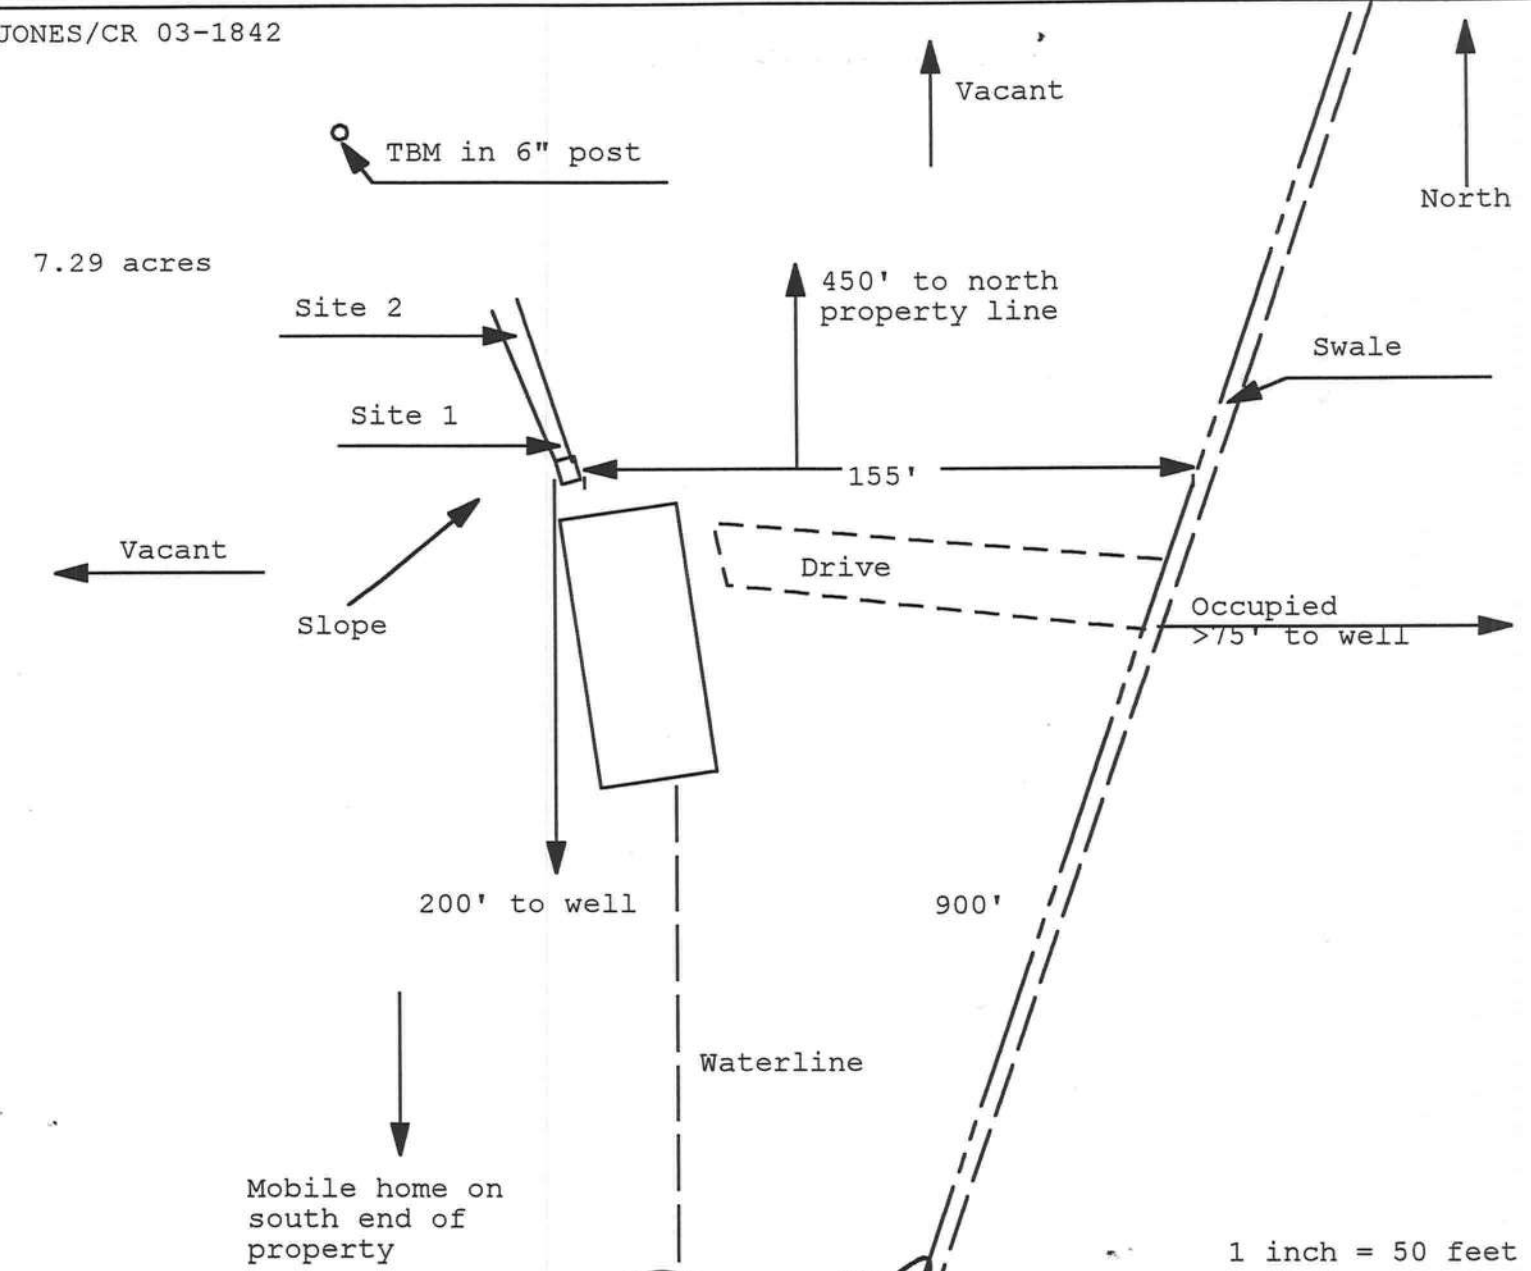 JONES/CR 03-1842
Vacant
TBM in 6" post
North
7.29 acres
450' to north
property line
Site 2
Swale
Site 1
155'
Vacant
Drive
Slope
Occupied
>75' to well
200' to well
900'
Waterline
Mobile home on
south end of
property
1 inch = 50 feet